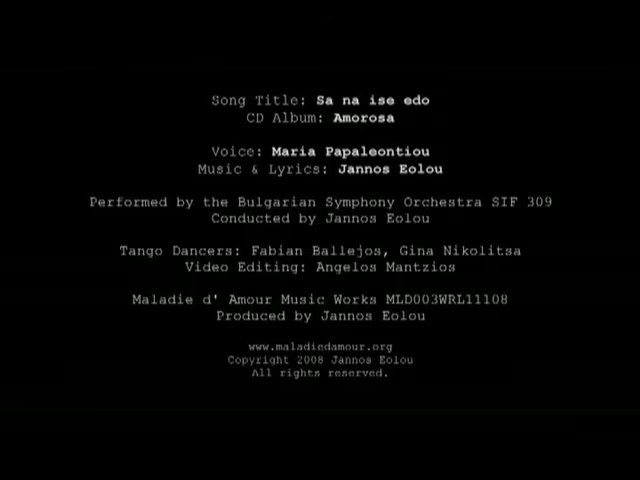 Song Title: Sa na ise edo
CD Album: Amorosa
Voice: Maria Papaleontiou
Music & Lyrics: Jannos Eolou
Performed by the Bulgarian Symphony Orchestra SIF 309
Conducted by Jannos Eolou
Tango Dancers: Fabian Ballejos, Gina Nikolitsa
Video Editing: Angelos Mantzios
Maladie d' Amour Music Works MLD003WRL11108
Produced by Jannos Eolou
www.maladiedamour.org
Copyright 2008 Jannos Eolou
All rights reserved.